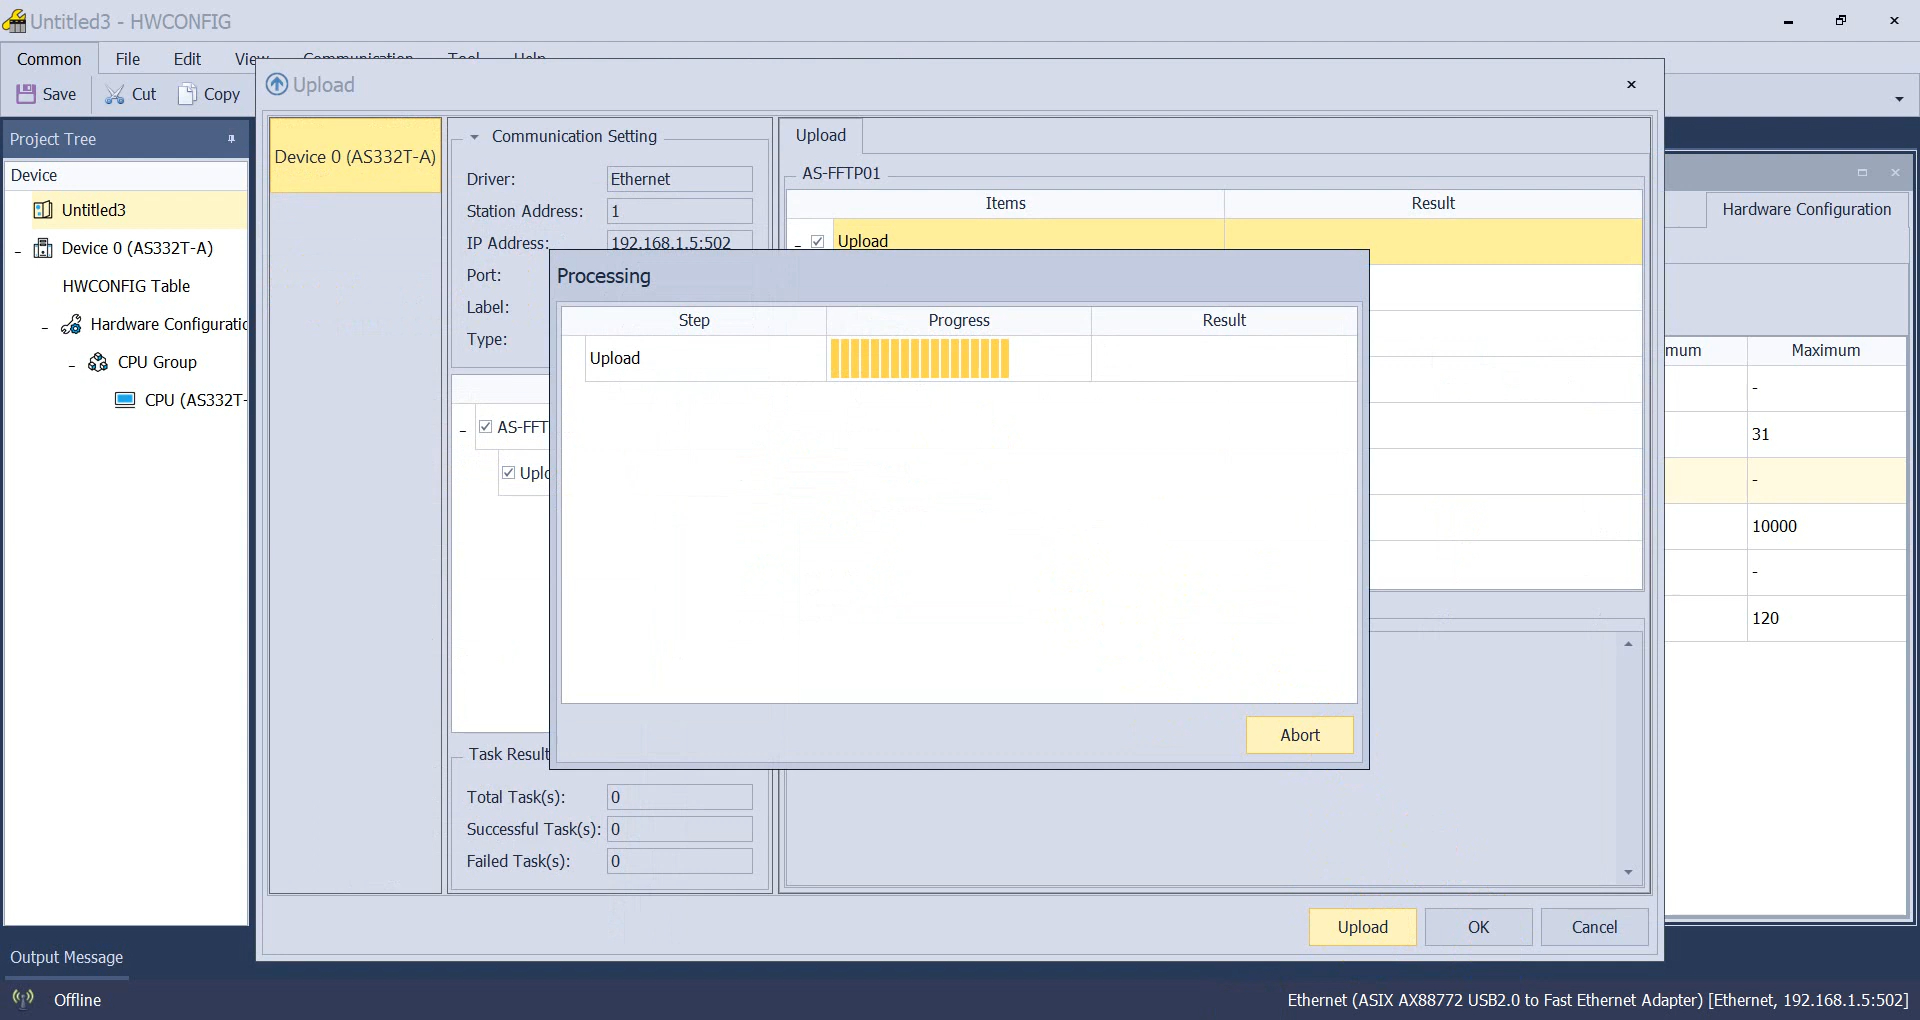 Untitled3 - HWCONFIG
Common File Edit View Communication Tool Help
Save Cut Copy
Upload
Project Tree
Device
Untitled3
Device 0 (AS332T-A)
HWCONFIG Table
Hardware Configuratio
CPU Group
CPU (AS332T-
Device 0 (AS332T-A)
Communication Setting
Driver: Ethernet
Station Address: 1
IP Address: 192.168.1.5:502
Port:
Label:
Type:
AS-FFT
Uplo
Task Result
Total Task(s): 0
Successful Task(s): 0
Failed Task(s): 0
Upload
AS-FFTP01
Items Result
Upload
Processing
Step Progress Result
Upload
Abort
Upload OK Cancel
Hardware Configuration
mum Maximum
-
31
-
10000
-
120
Output Message
Offline
Ethernet (ASIX AX88772 USB2.0 to Fast Ethernet Adapter) [Ethernet, 192.168.1.5:502]